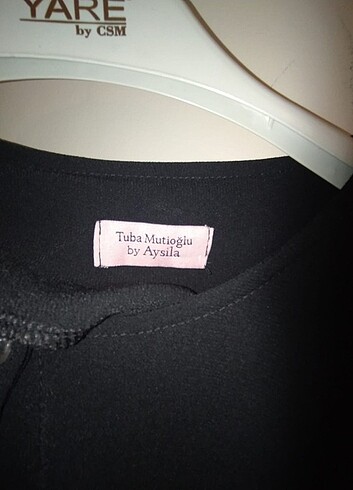 YARE
by CSM
Tuba Mutioğlu
by Aysila